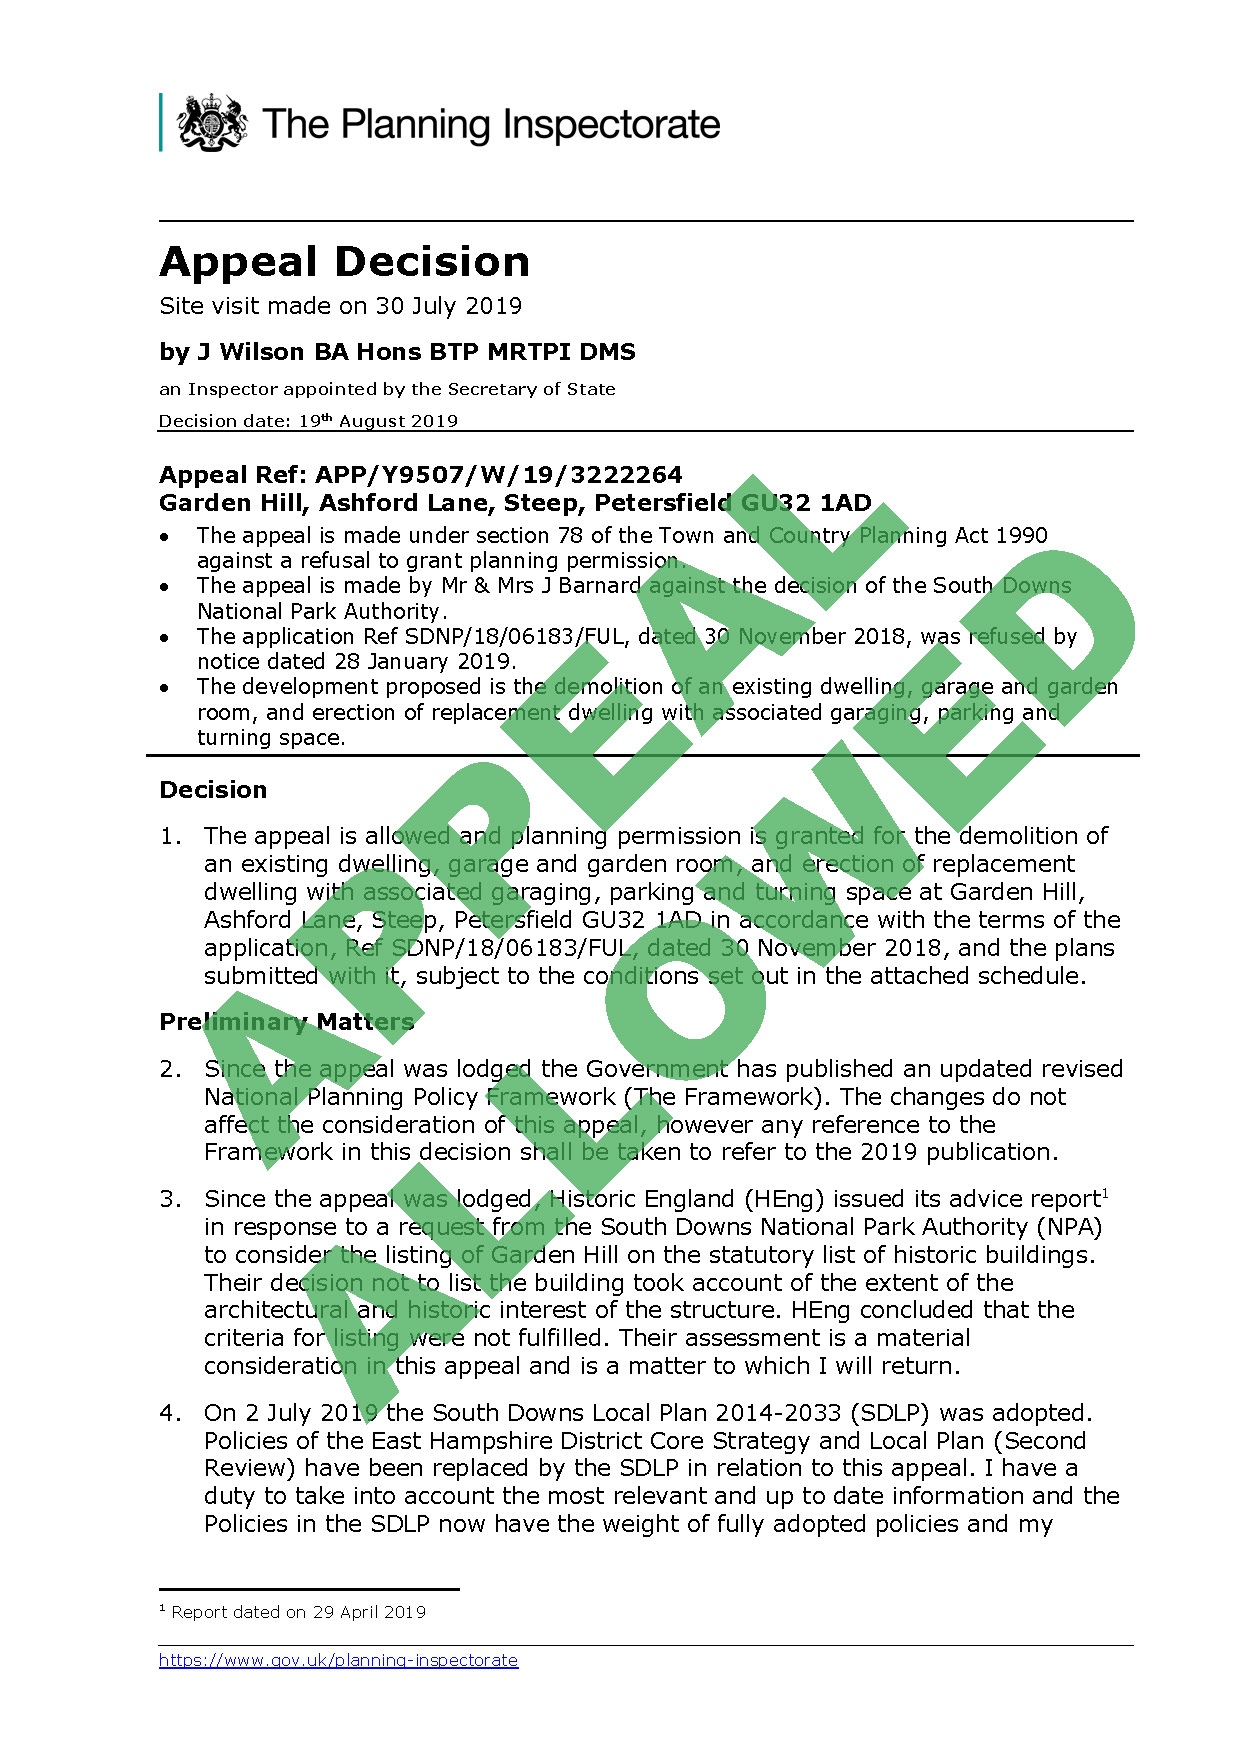 The Planning Inspectorate
Appeal Decision
Site visit made on 30 July 2019
by J Wilson BA Hons BTP MRTPI DMS
an Inspector appointed by the Secretary of State
Decision date: 19th August 2019
Appeal Ref: APP/Y9507/W/19/3222264
Garden Hill, Ashford Lane, Steep, Petersfield GU32 1AD
• The appeal is made under section 78 of the Town and Country Planning Act 1990
against a refusal to grant planning permission.
• The appeal is made by Mr & Mrs J Barnard against the decision of the South Downs
National Park Authority.
• The application Ref SDNP/18/06183/FUL, dated 30 November 2018, was refused by
notice dated 28 January 2019.
• The development proposed is the demolition of an existing dwelling, garage and garden
room, and erection of replacement dwelling with associated garaging, parking and
turning space.
Decision
1. The appeal is allowed and planning permission is granted for the demolition of
an existing dwelling, garage and garden room, and erection of replacement
dwelling with associated garaging, parking and turning space at Garden Hill,
Ashford Lane, Steep, Petersfield GU32 1AD in accordance with the terms of the
application, Ref SDNP/18/06183/FUL, dated 30 November 2018, and the plans
submitted with it, subject to the conditions set out in the attached schedule.
Preliminary Matters
2. Since the appeal was lodged the Government has published an updated revised
National Planning Policy Framework (The Framework). The changes do not
affect the consideration of this appeal, however any reference to the
Framework in this decision shall be taken to refer to the 2019 publication.
3. Since the appeal was lodged, Historic England (HEng) issued its advice report1
in response to a request from the South Downs National Park Authority (NPA)
to consider the listing of Garden Hill on the statutory list of historic buildings.
Their decision not to list the building took account of the extent of the
architectural and historic interest of the structure. HEng concluded that the
criteria for listing were not fulfilled. Their assessment is a material
consideration in this appeal and is a matter to which I will return.
4. On 2 July 2019 the South Downs Local Plan 2014-2033 (SDLP) was adopted.
Policies of the East Hampshire District Core Strategy and Local Plan (Second
Review) have been replaced by the SDLP in relation to this appeal. I have a
duty to take into account the most relevant and up to date information and the
Policies in the SDLP now have the weight of fully adopted policies and my
1 Report dated on 29 April 2019
https://www.gov.uk/planning-inspectorate
APPEAL
ALLOWED